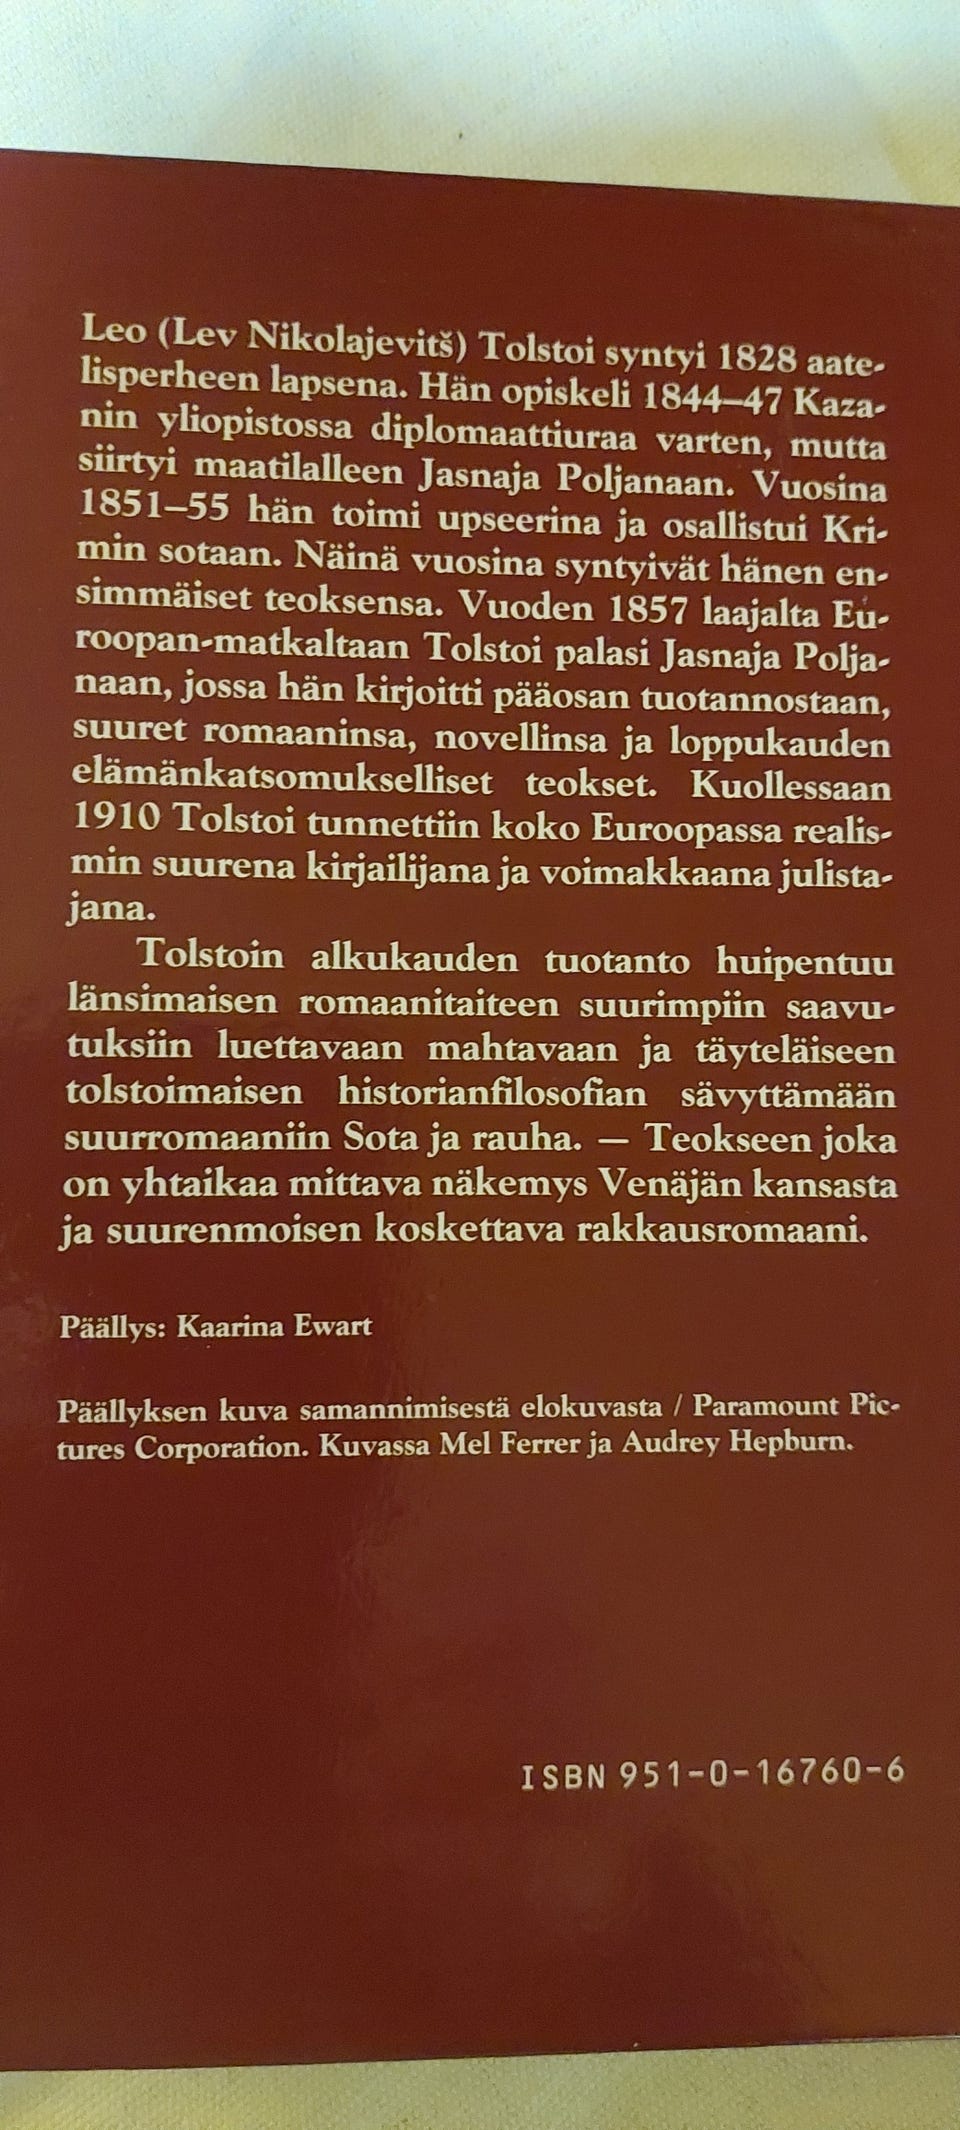 Leo (Lev Nikolajevitš) Tolstoi syntyi 1828 aate-
lisperheen lapsena. Hän opiskeli 1844–47 Kaza-
nin yliopistossa diplomaattiuraa varten, mutta
siirtyi maatilalleen Jasnaja Poljanaan. Vuosina
1851–55 hän toimi upseerina ja osallistui Kri-
min sotaan. Näinä vuosina syntyivät hänen en-
simmäiset teoksensa. Vuoden 1857 laajalta Eu-
roopan-matkaltaan Tolstoi palasi Jasnaja Polja-
naan, jossa hän kirjoitti pääosan tuotannostaan,
suuret romaaninsa, novellinsa ja loppukauden
elämänkatsomukselliset teokset. Kuollessaan
1910 Tolstoi tunnettiin koko Euroopassa realis-
min suurena kirjailijana ja voimakkaana julista-
jana.
Tolstoin alkukauden tuotanto huipentuu
länsimaisen romaanitaiteen suurimpiin saavu-
tuksiin luettavaan mahtavaan ja täyteläiseen
tolstoimaisen historianfilosofian sävyttämään
suurromaaniin Sota ja rauha. — Teokseen joka
on yhtaikaa mittava näkemys Venäjän kansasta
ja suurenmoisen koskettava rakkausromaani.
Päällys: Kaarina Ewart
Päällyksen kuva samannimisestä elokuvasta / Paramount Pic-
tures Corporation. Kuvassa Mel Ferrer ja Audrey Hepburn.
ISBN 951-0-16760-6